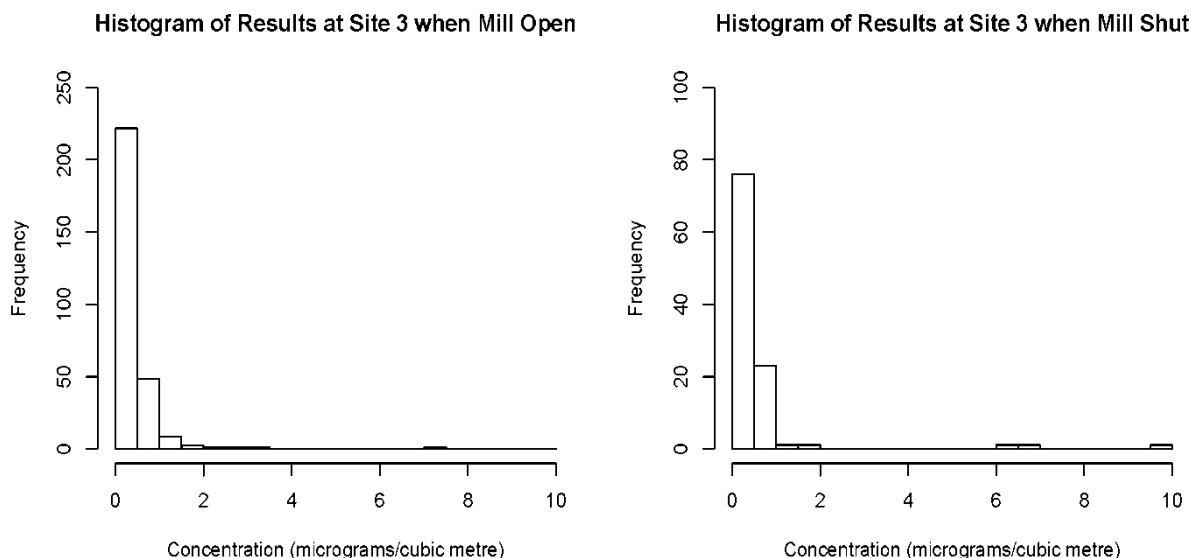 Histogram of Results at Site 3 when Mill Open
250
200
150
100
50
0
Frequency
0 2 4 6 8 10
Concentration (micrograms/cubic metre)
Histogram of Results at Site 3 when Mill Shut
100
80
60
40
20
0
Frequency
0 2 4 6 8 10
Concentration (micrograms/cubic metre)